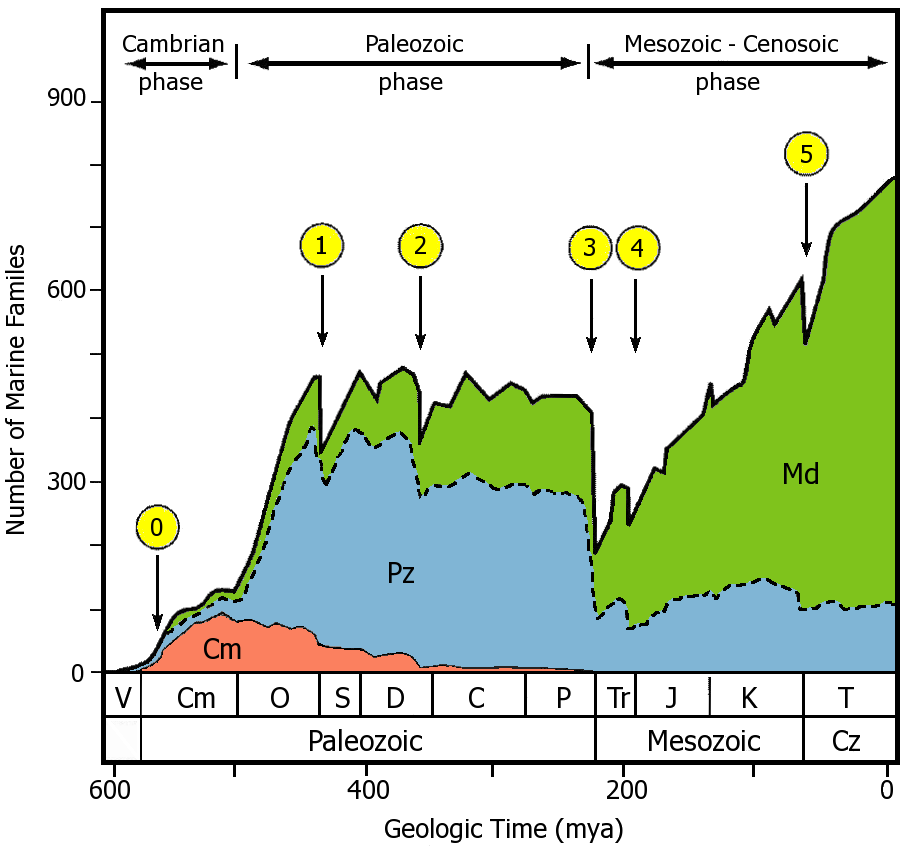 Cambrian
phase
Paleozoic
phase
Mesozoic - Cenosoic
phase
900
600
300
0
Number of Marine Familes
0
1
2
3
4
5
Cm
Pz
Md
V Cm O S D C P Tr J K T
Paleozoic Mesozoic Cz
600 400 200 0
Geologic Time (mya)